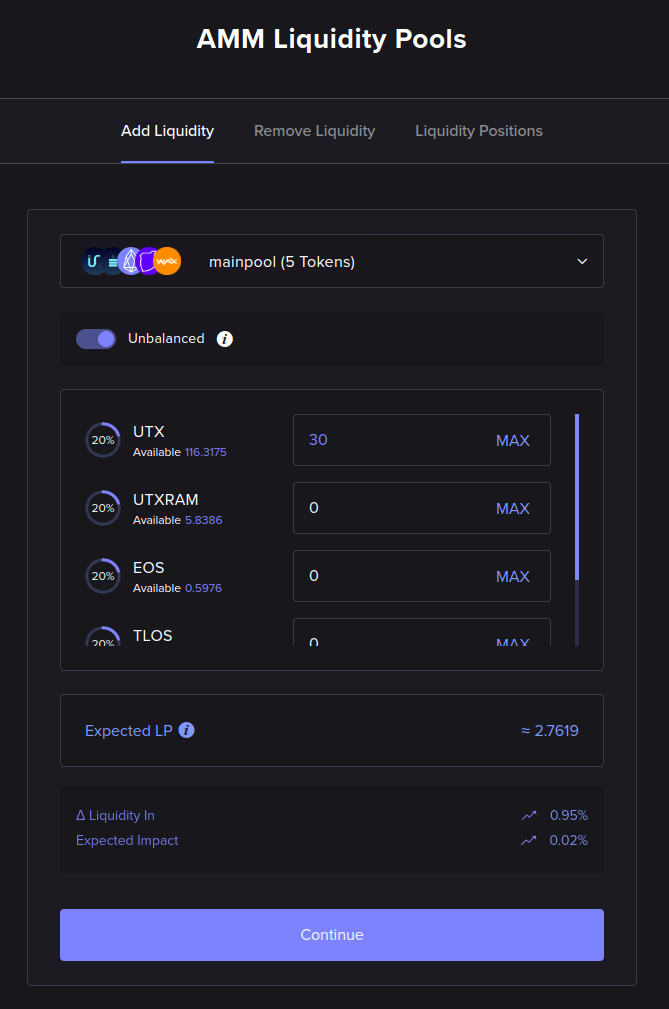 AMM Liquidity Pools
Add Liquidity Remove Liquidity Liquidity Positions
mainpool (5 Tokens)
Unbalanced i
20% UTX 30 MAX
Available 116.3175
20% UTXRAM 0 MAX
Available 5.8386
20% EOS 0 MAX
Available 0.5976
20% TLOS 0 MAX
Expected LP i ≈ 2.7619
Δ Liquidity In 0.95%
Expected Impact 0.02%
Continue